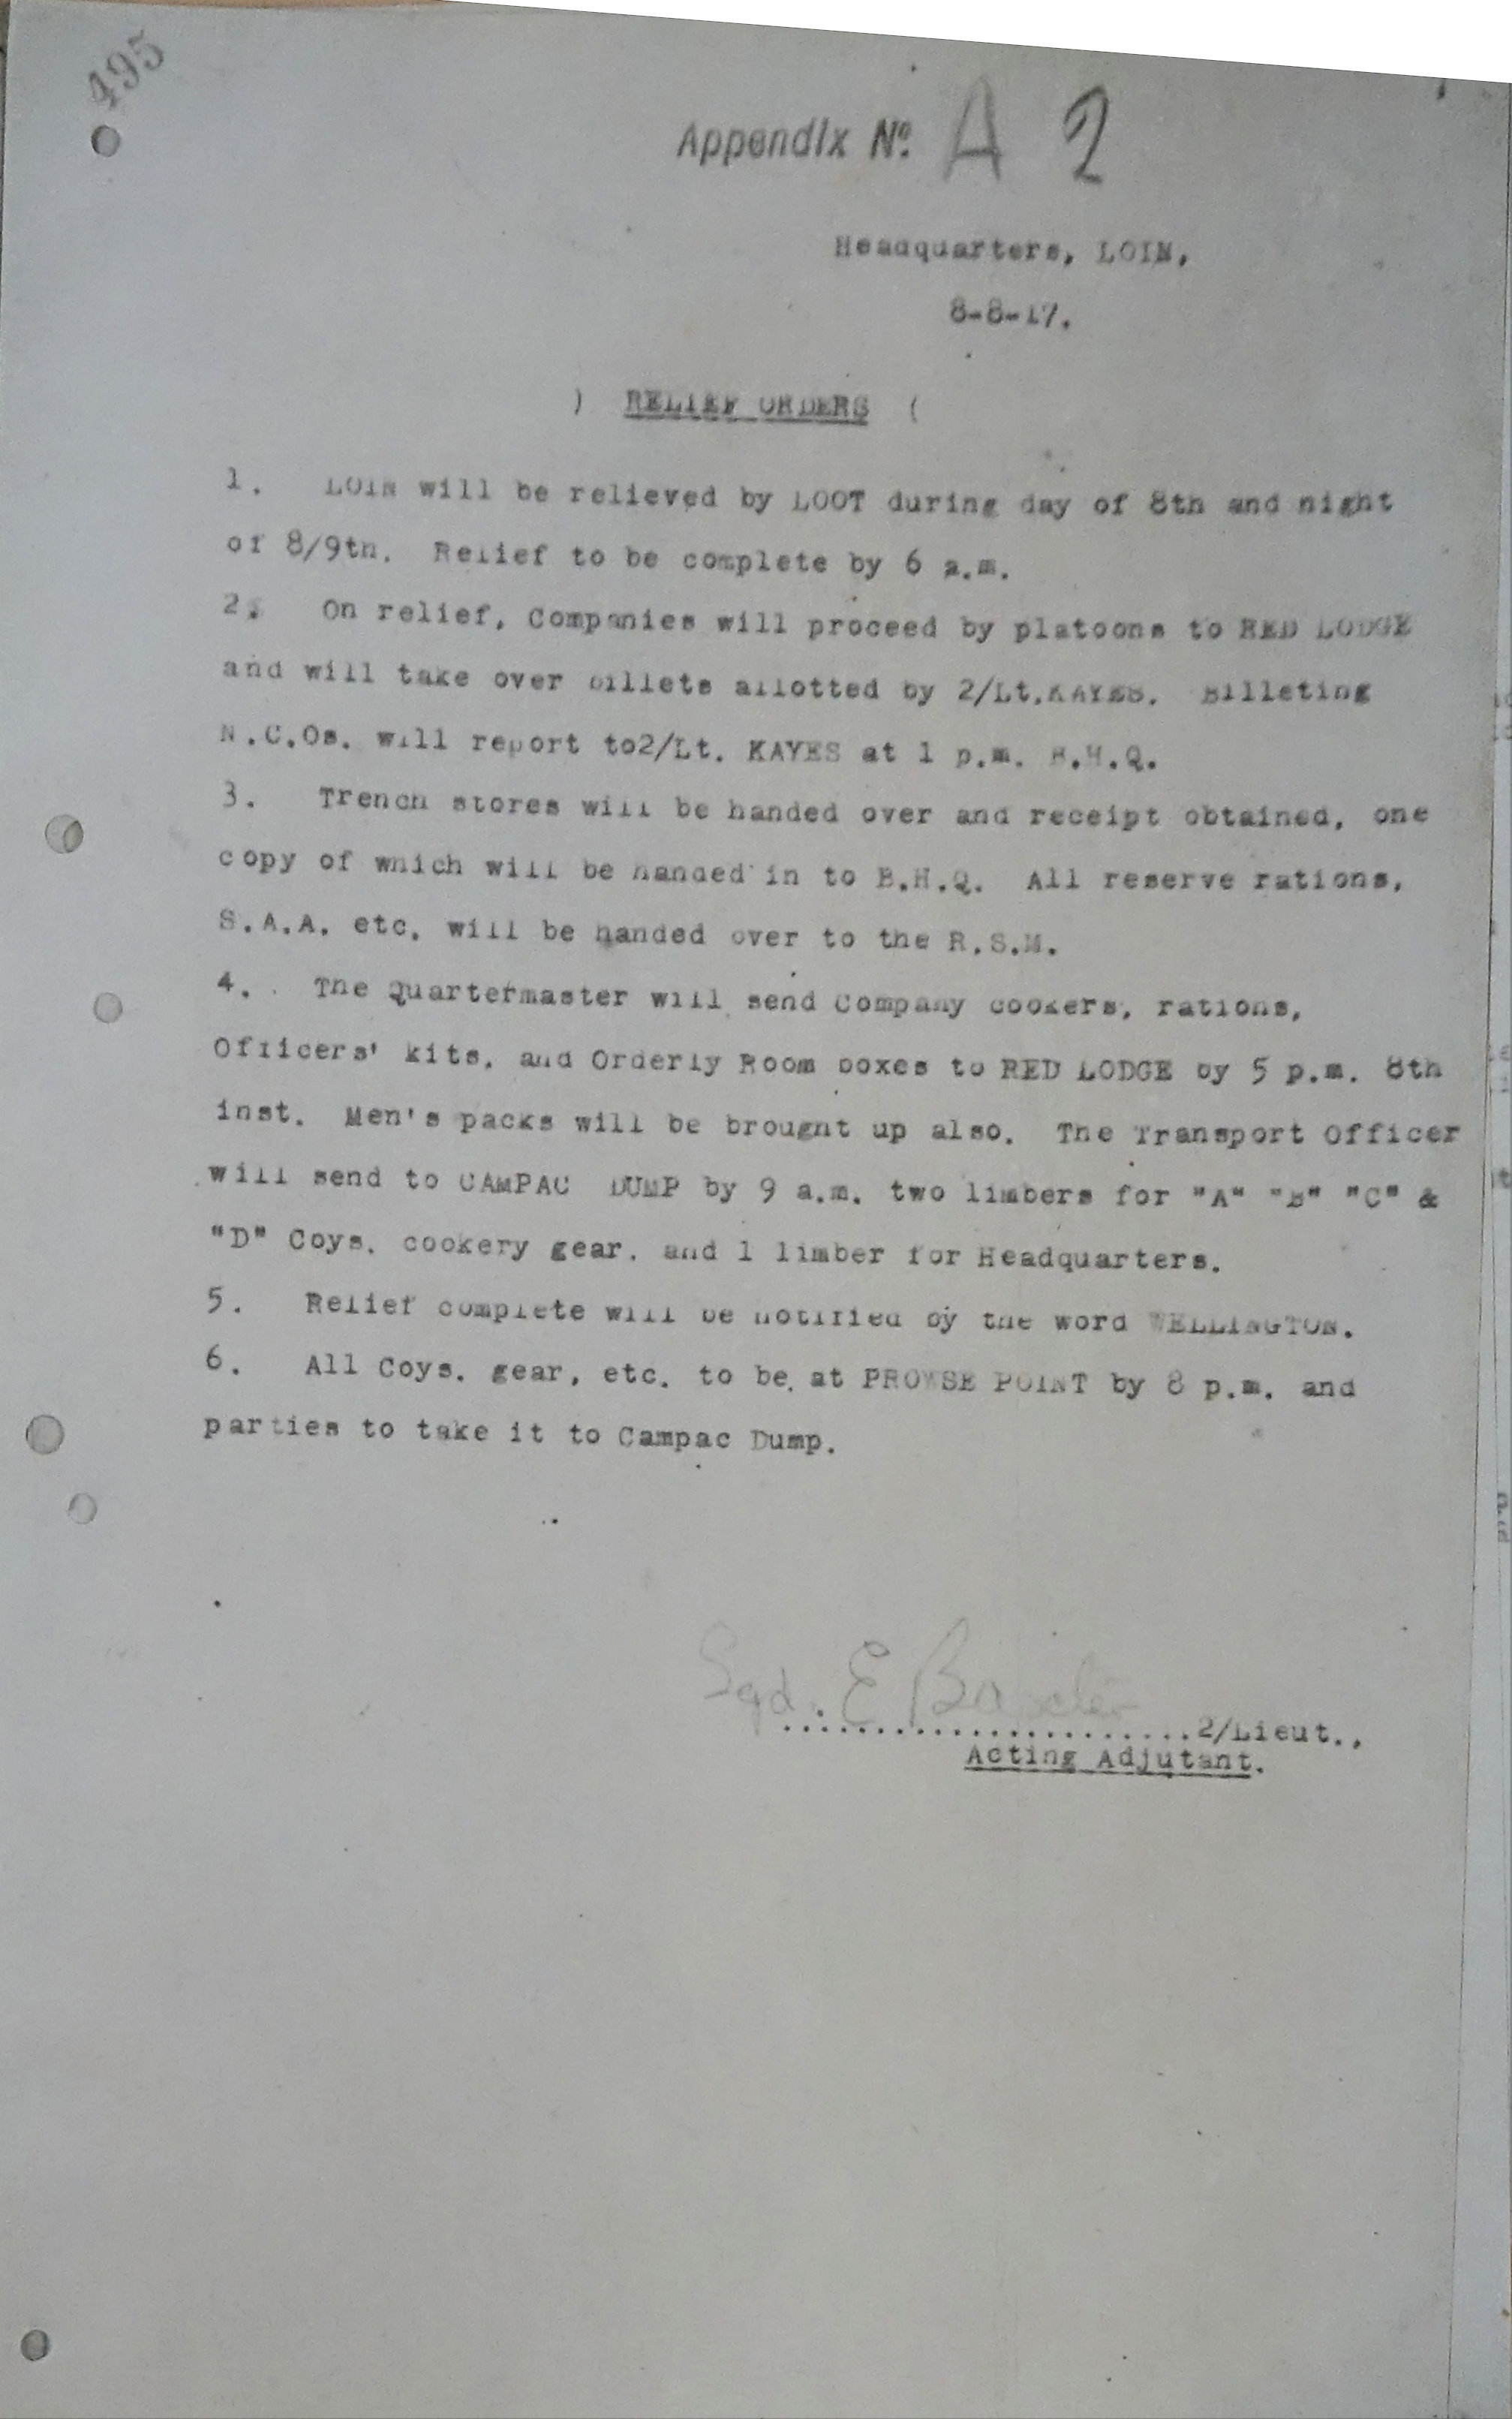 495
Appendix No. A 2
Headquarters, LOIN,
8-8-17.
) RELIEF ORDERS (
1. LOIN will be relieved by LOOT during day of 8th and night
of 8/9th. Relief to be complete by 6 a.m.
2. On relief, Companies will proceed by platoons to RED LODGE
and will take over billets allotted by 2/Lt.KAYES. Billeting
N.C.Os. will report to2/Lt. KAYES at 1 p.m. B.H.Q.
3. Trench stores will be handed over and receipt obtained, one
copy of which will be handed in to B.H.Q. All reserve rations,
S.A.A. etc. will be handed over to the R.S.M.
4. The Quartermaster will send Company cookers, rations,
Officers' kits, and Orderly Room boxes to RED LODGE by 5 p.m. 8th
inst. Men's packs will be brought up also. The Transport Officer
will send to CAMPAC DUMP by 9 a.m. two limbers for "A" "B" "C" &
"D" Coys. cookery gear, and 1 limber for Headquarters.
5. Relief complete will be notified by the word WELLINGTON.
6. All Coys. gear, etc. to be at PROWSE POINT by 8 p.m. and
parties to take it to Campac Dump.
Sgd. E
........................2/Lieut.,
Acting Adjutant.